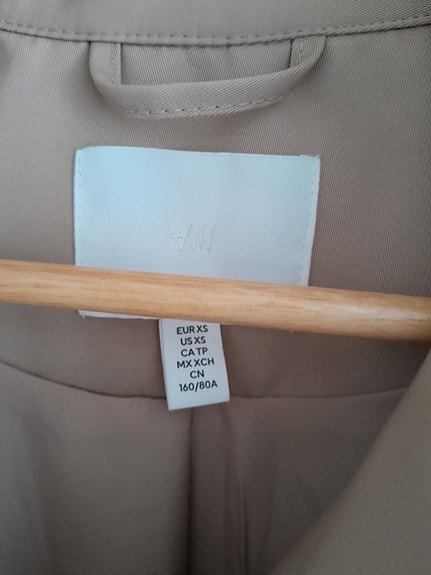 H&M
EUR XS
US XS
CA TP
MX XCH
CN
160/80A